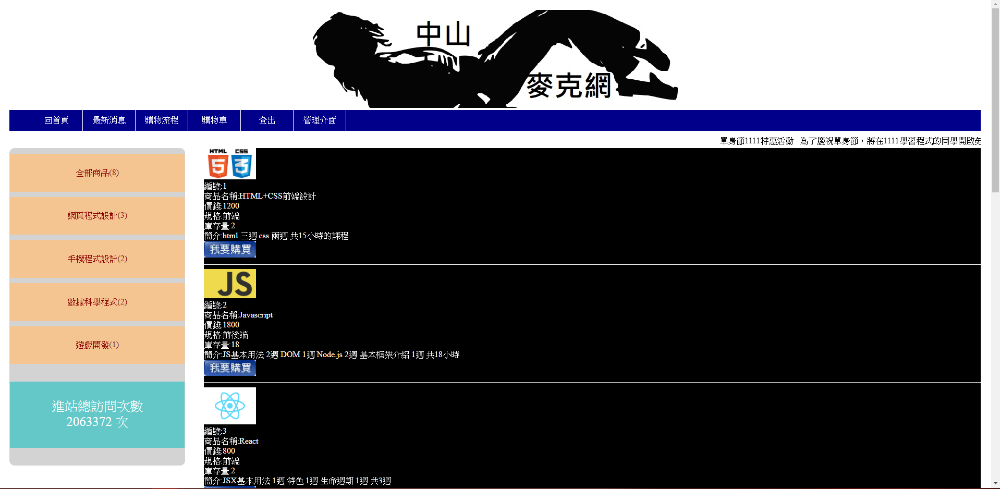 中山
麥克網
回首頁 最新消息 購物流程 購物車 登出 管理介面
單身節1111特惠活動 為了慶祝單身節，將在1111學習程式的同學開啟免
全部商品(8)
網頁程式設計(3)
手機程式設計(2)
數據科學程式(2)
遊戲開發(1)
進站總訪問次數
2063372 次
HTML CSS
5 3
編號:1
商品名稱:HTML+CSS前端設計
價錢:1200
規格:前端
庫存量:2
簡介:html 三週 css 兩週 共15小時的課程
我要購買
JS
編號:2
商品名稱:Javascript
價錢:1800
規格:前後端
庫存量:18
簡介:JS基本用法 2週 DOM 1週 Node.js 2週 基本框架介紹 1週 共18小時
我要購買
編號:3
商品名稱:React
價錢:800
規格:前端
庫存量:2
簡介:JSX基本用法 1週 特色 1週 生命週期 1週 共3週